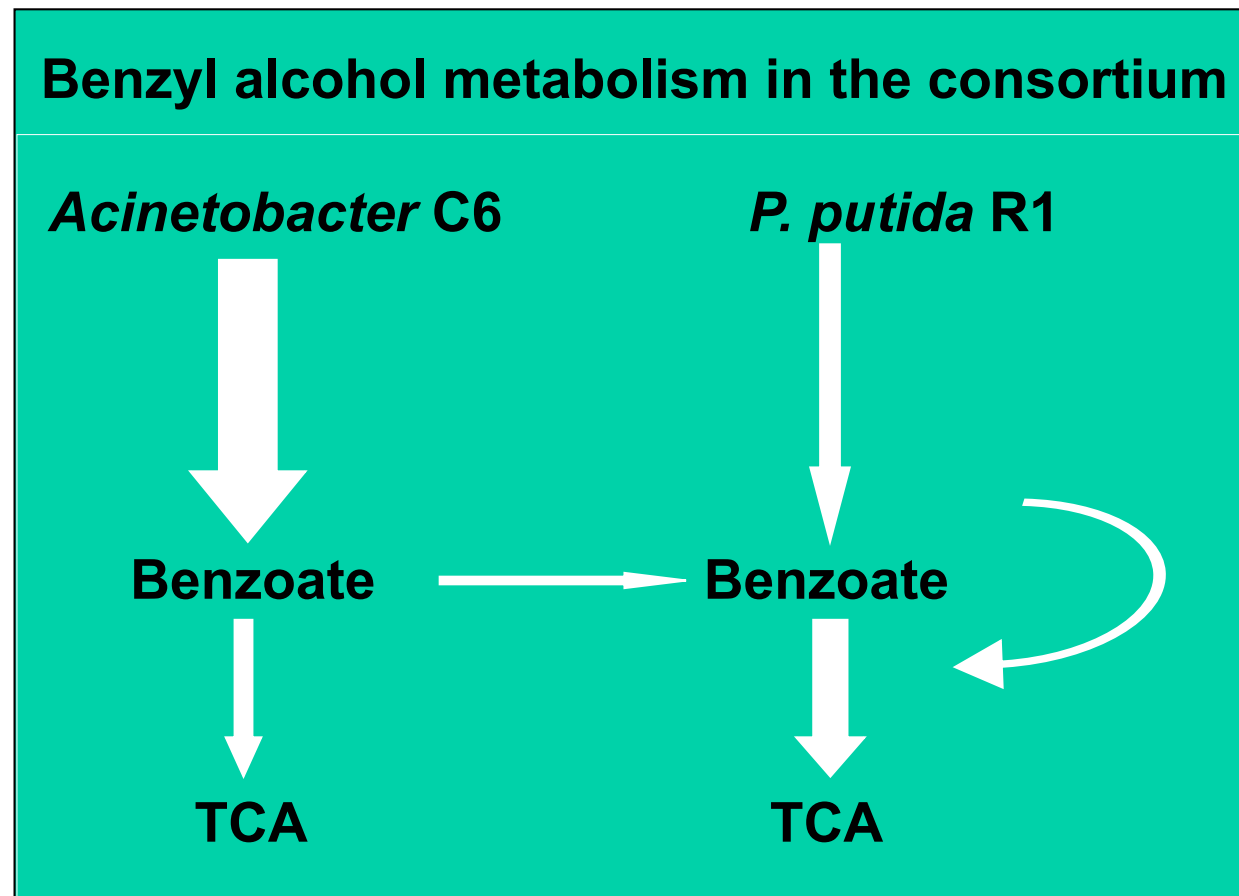 Benzyl alcohol metabolism in the consortium
Acinetobacter C6 P. putida R1
Benzoate Benzoate
TCA TCA